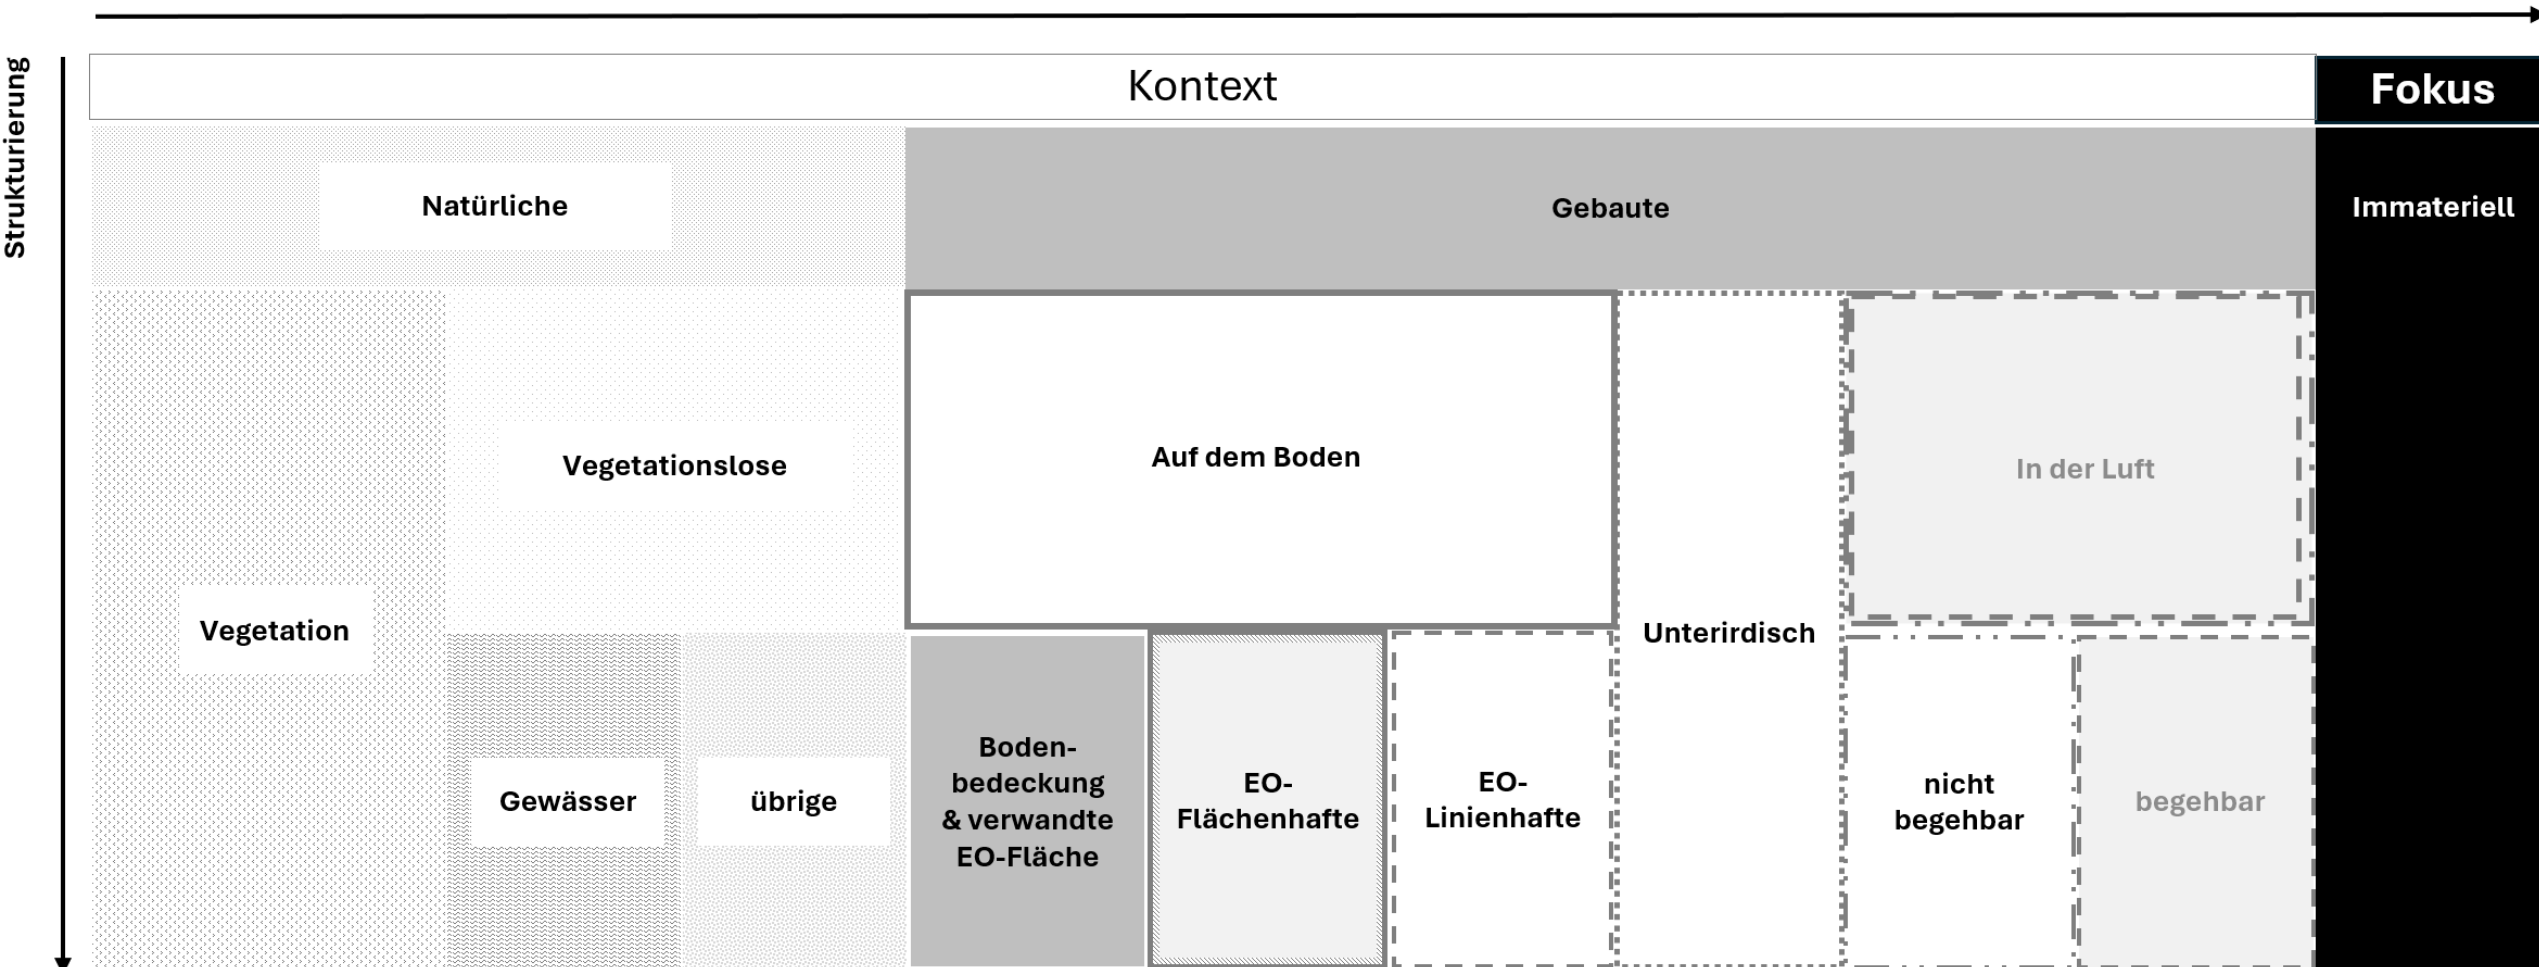 Strukturierung
Kontext
Fokus
Natürliche
Gebaute
Immateriell
Vegetation
Vegetationslose
Auf dem Boden
Unterirdisch
In der Luft
Gewässer
übrige
Boden-
bedeckung
& verwandte
EO-Fläche
EO-
Flächenhafte
EO-
Linienhafte
nicht
begehbar
begehbar